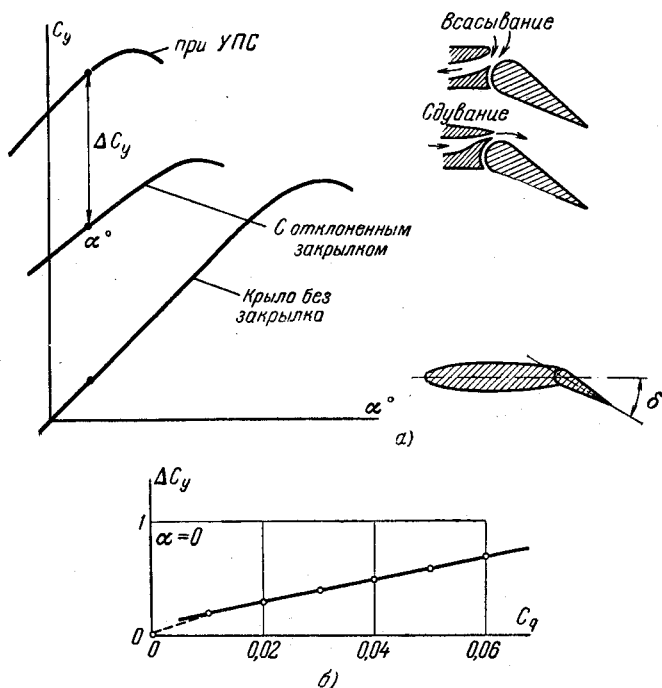 Cy
при УПС
Всасывание
Сдувание
ΔCy
α°
С отклоненным
закрылком
Крыло без
закрылка
α°
δ
а)
ΔCy
1
α=0
0
0
0,02
0,04
0,06
Cq
б)